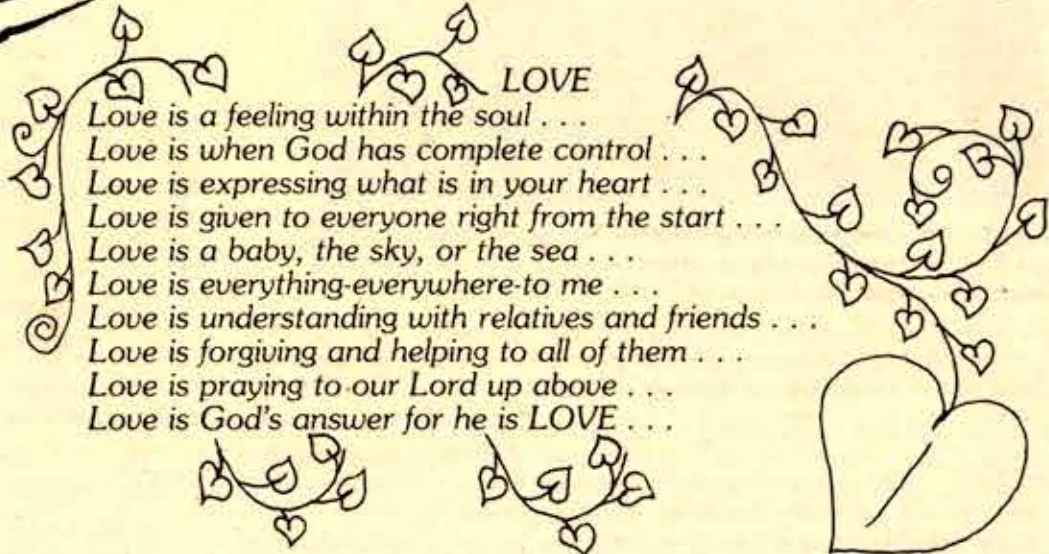 LOVE
Love is a feeling within the soul . . .
Love is when God has complete control . . .
Love is expressing what is in your heart . . .
Love is given to everyone right from the start . . .
Love is a baby, the sky, or the sea . . .
Love is everything-everywhere-to me . . .
Love is understanding with relatives and friends . . .
Love is forgiving and helping to all of them . . .
Love is praying to our Lord up above . . .
Love is God's answer for he is LOVE . . .